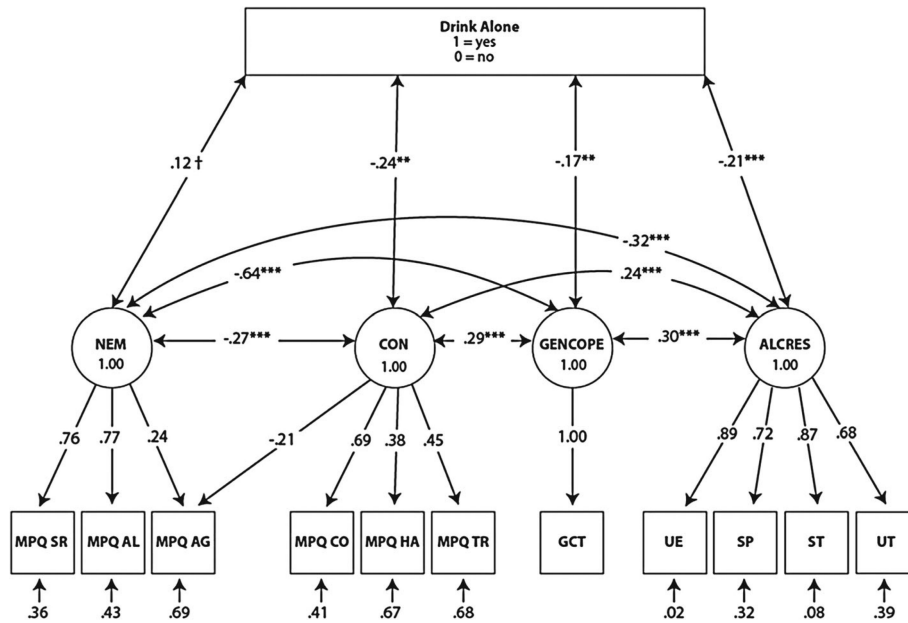 Drink Alone
1 = yes
0 = no
.12 †
-.24**
-.17**
-.21***
-.32***
-.64***
.24***
NEM
1.00
-.27***
CON
1.00
.29***
GENCOPE
1.00
.30***
ALCRES
1.00
.76
.77
.24
-.21
.69
.38
.45
1.00
.89
.72
.87
.68
MPQ SR
MPQ AL
MPQ AG
MPQ CO
MPQ HA
MPQ TR
GCT
UE
SP
ST
UT
.36
.43
.69
.41
.67
.68
.02
.32
.08
.39